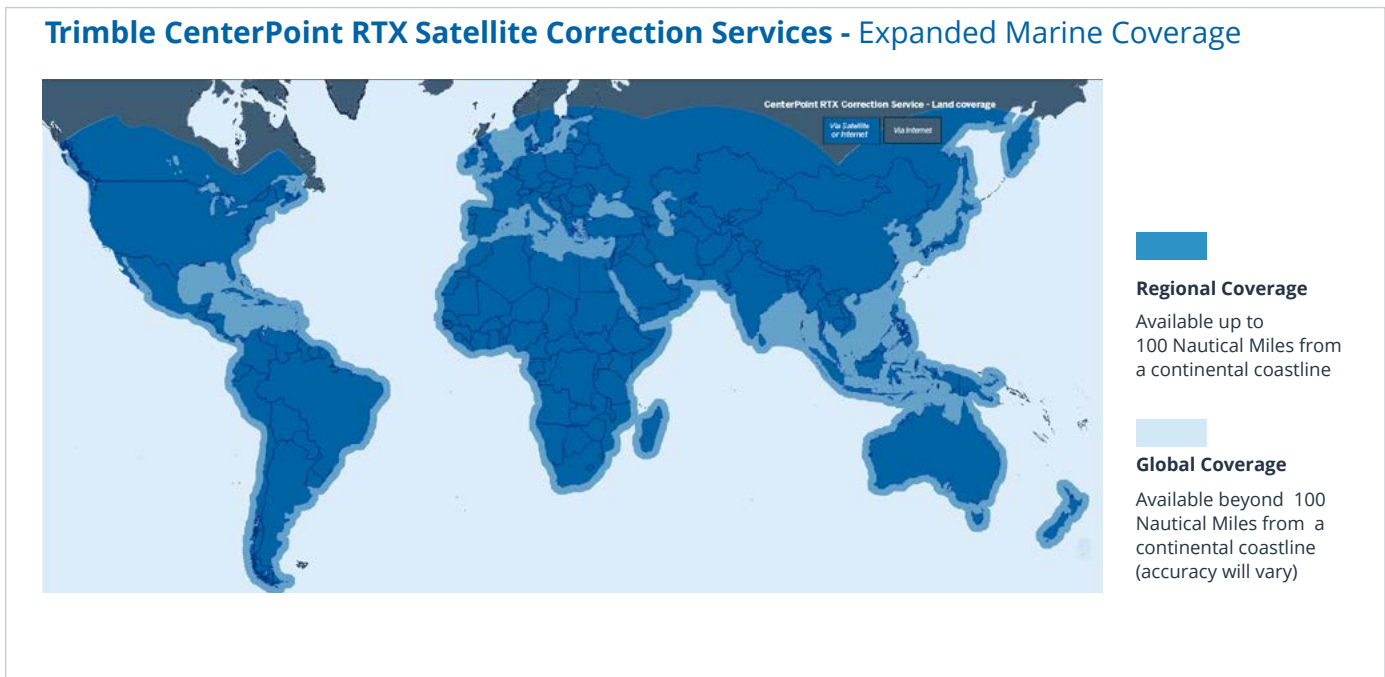 Trimble CenterPoint RTX Satellite Correction Services - Expanded Marine Coverage
CenterPoint RTX Correction Service - Land coverage
Via Satellite
or Internet
Via Internet
Regional Coverage
Available up to
100 Nautical Miles from
a continental coastline
Global Coverage
Available beyond 100
Nautical Miles from a
continental coastline
(accuracy will vary)